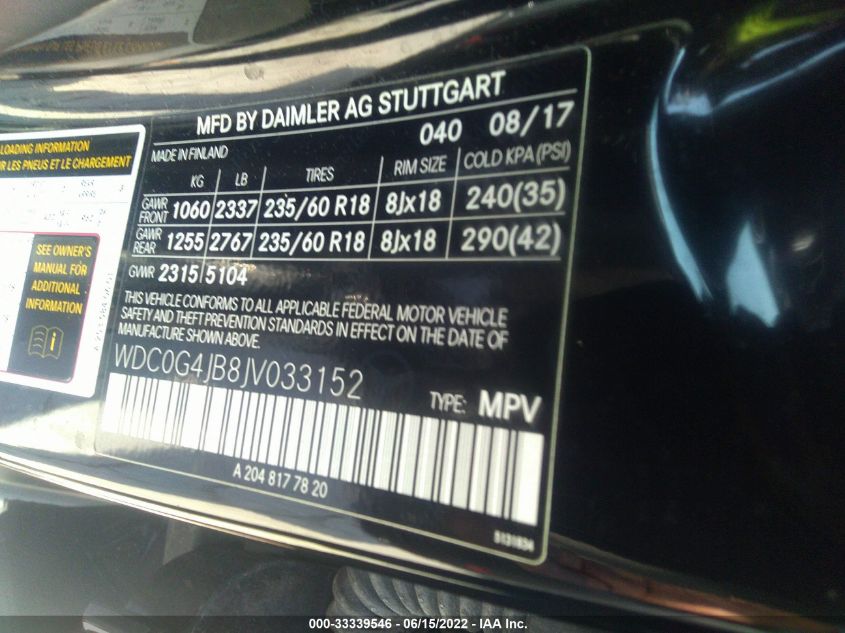 MFD BY DAIMLER AG STUTTGART
040 08/17
MADE IN FINLAND
KG LB TIRES RIM SIZE COLD KPA (PSI)
GAWR FRONT 1060 2337 235/60 R18 8Jx18 240(35)
GAWR REAR 1255 2767 235/60 R18 8Jx18 290(42)
GVWR 2315 5104
THIS VEHICLE CONFORMS TO ALL APPLICABLE FEDERAL MOTOR VEHICLE
SAFETY AND THEFT PREVENTION STANDARDS IN EFFECT ON THE DATE OF
MANUFACTURE SHOWN ABOVE.
WDC0G4JB8JV033152
TYPE: MPV
A 204 817 78 20
LOADING INFORMATION
UR LES PNEUS ET LE CHARGEMENT
SEE OWNER'S
MANUAL FOR
ADDITIONAL
INFORMATION
000-33339546 - 06/15/2022 - IAA Inc.